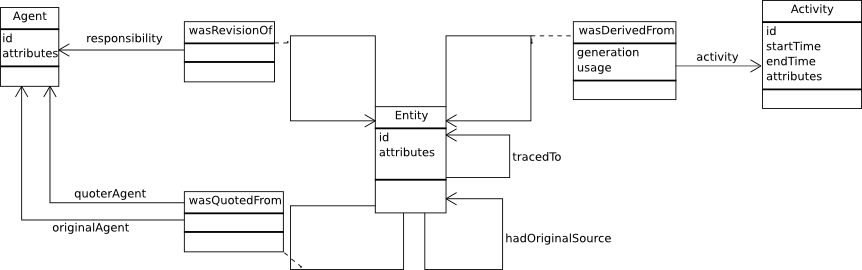 Agent
id
attributes
responsibility
wasRevisionOf
wasDerivedFrom
generation
usage
activity
Activity
id
startTime
endTime
attributes
Entity
id
attributes
tracedTo
quoterAgent
originalAgent
wasQuotedFrom
hadOriginalSource